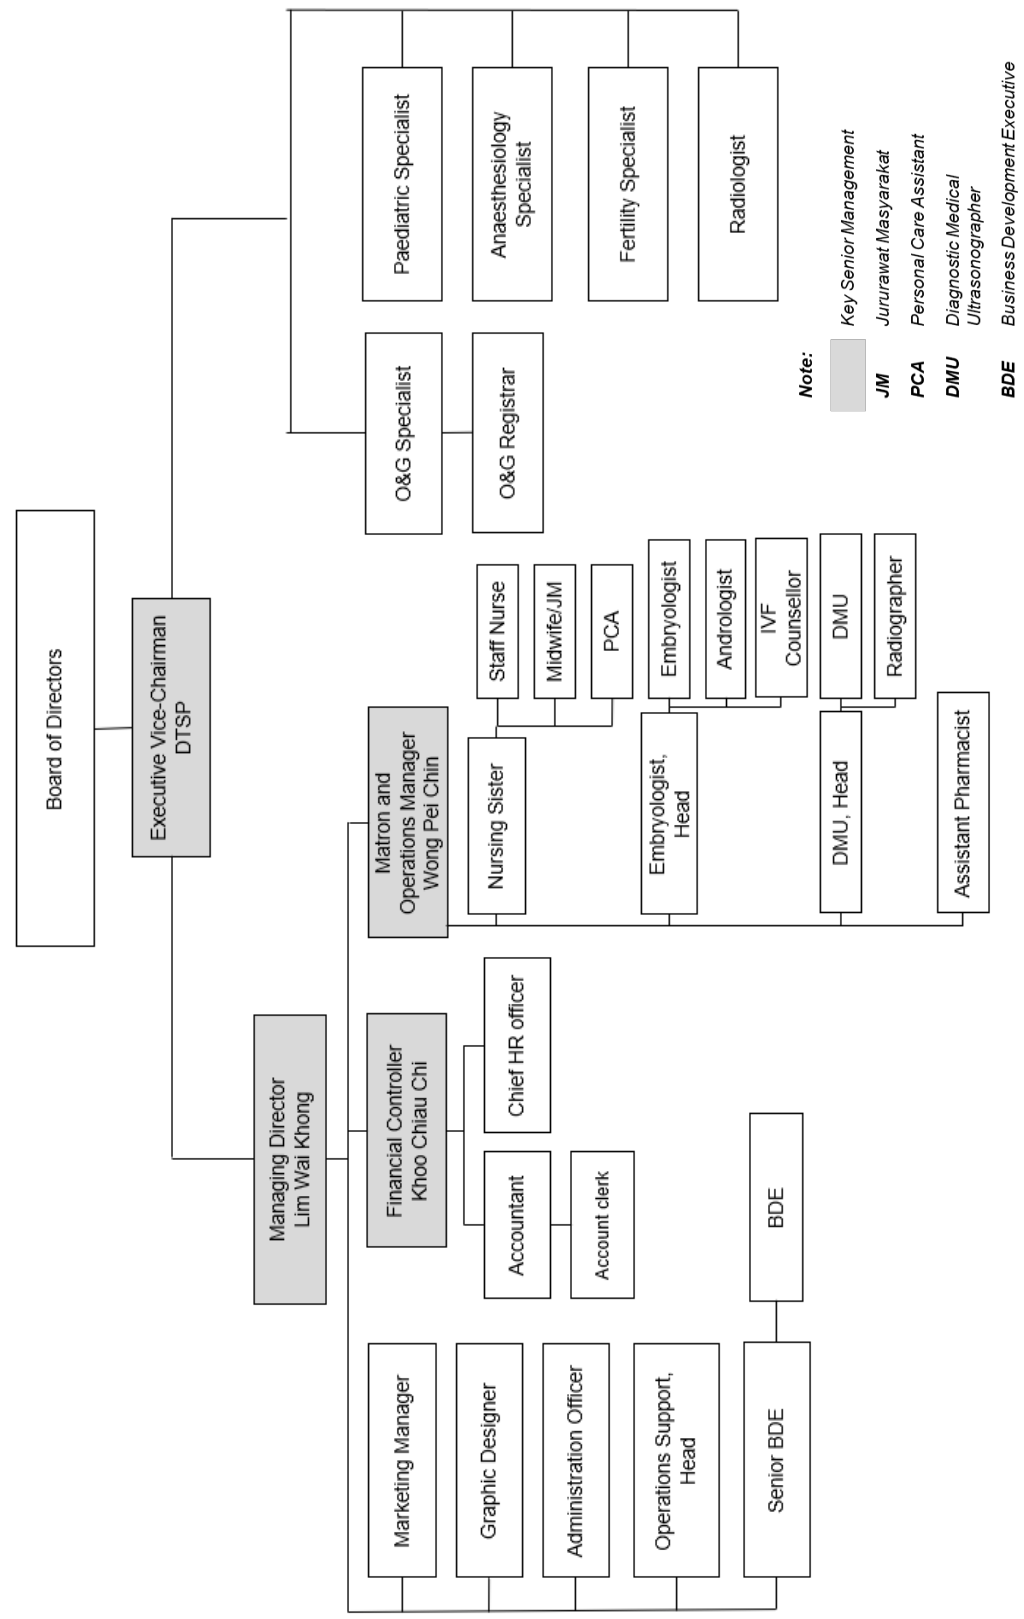 Board of Directors
Executive Vice-Chairman
DTSP
Managing Director
Lim Wai Khong
Marketing Manager
Graphic Designer
Administration Officer
Operations Support,
Head
Senior BDE
BDE
Financial Controller
Khoo Chiau Chi
Accountant
Account clerk
Chief HR officer
Matron and
Operations Manager
Wong Pei Chin
Nursing Sister
Staff Nurse
Midwife/JM
PCA
Embryologist,
Head
Embryologist
Andrologist
IVF
Counsellor
DMU, Head
DMU
Radiographer
Assistant Pharmacist
O&G Specialist
O&G Registrar
Paediatric Specialist
Anaesthesiology
Specialist
Fertility Specialist
Radiologist
Note:
Key Senior Management
JM Jururawat Masyarakat
PCA Personal Care Assistant
DMU Diagnostic Medical
Ultrasonographer
BDE Business Development Executive